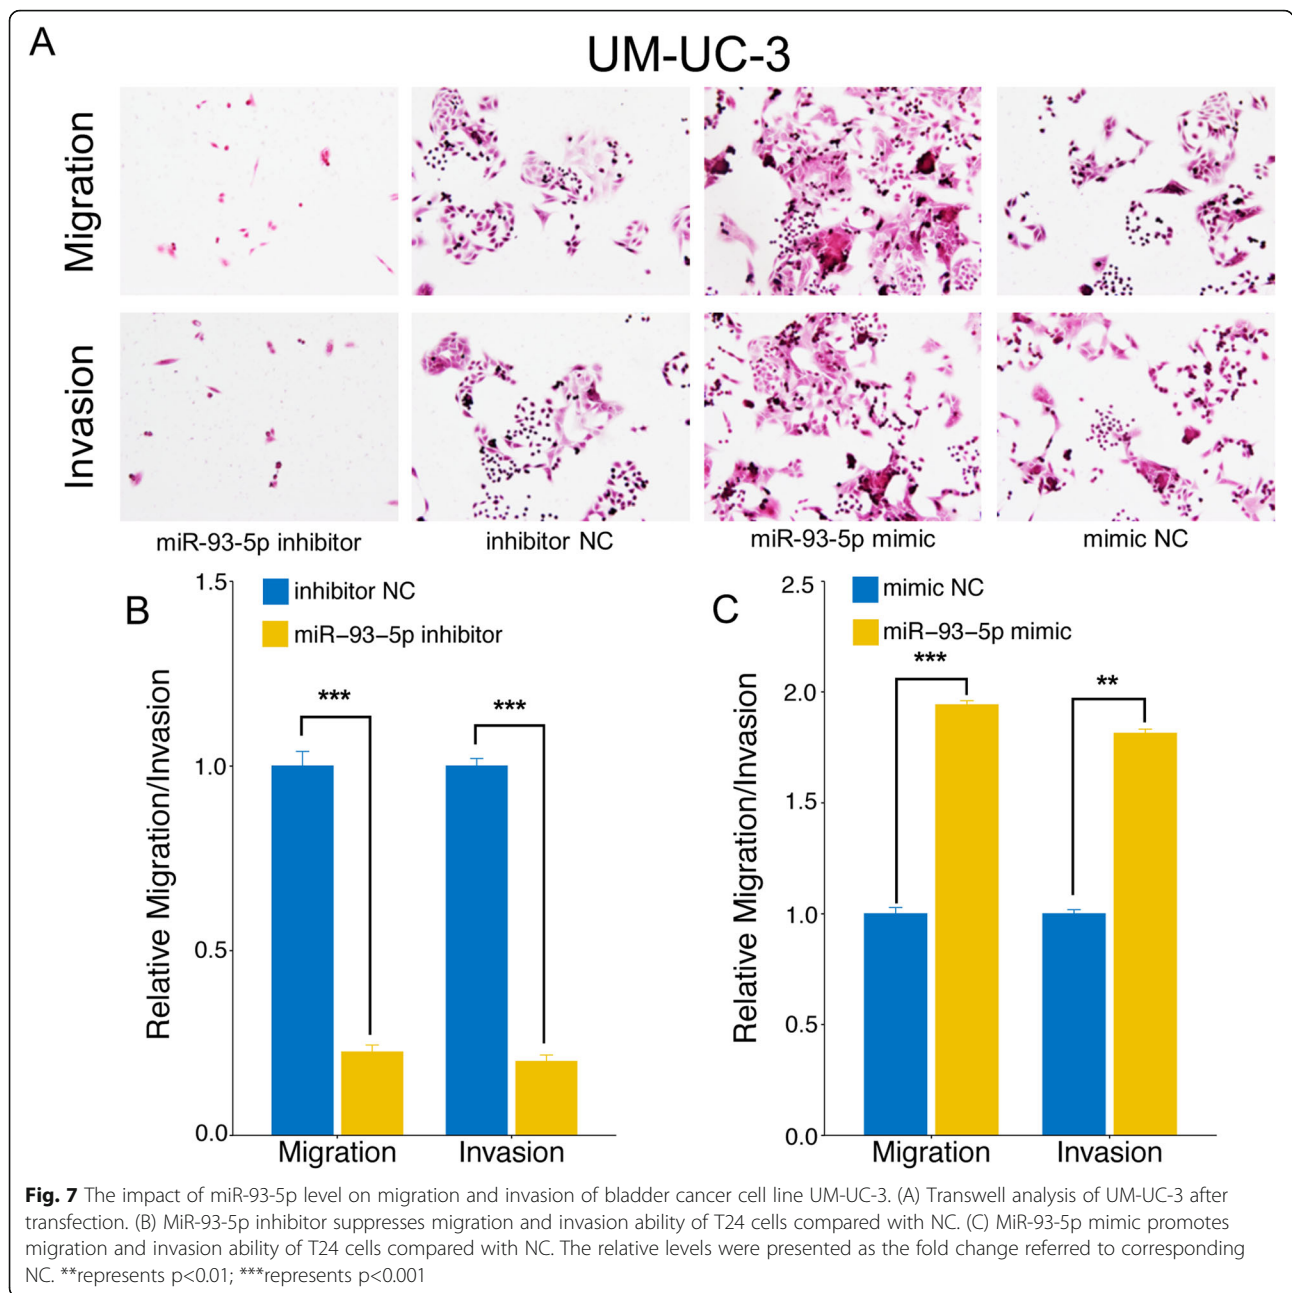 A
UM-UC-3
Migration
Invasion
miR-93-5p inhibitor
inhibitor NC
miR-93-5p mimic
mimic NC
B
inhibitor NC
miR−93−5p inhibitor
Relative Migration/Invasion
1.5
1.0
0.5
0.0
***
***
Migration
Invasion
C
mimic NC
miR−93−5p mimic
Relative Migration/Invasion
2.5
2.0
1.5
1.0
0.5
0.0
***
**
Migration
Invasion
Fig. 7 The impact of miR-93-5p level on migration and invasion of bladder cancer cell line UM-UC-3. (A) Transwell analysis of UM-UC-3 after
transfection. (B) MiR-93-5p inhibitor suppresses migration and invasion ability of T24 cells compared with NC. (C) MiR-93-5p mimic promotes
migration and invasion ability of T24 cells compared with NC. The relative levels were presented as the fold change referred to corresponding
NC. **represents p<0.01; ***represents p<0.001